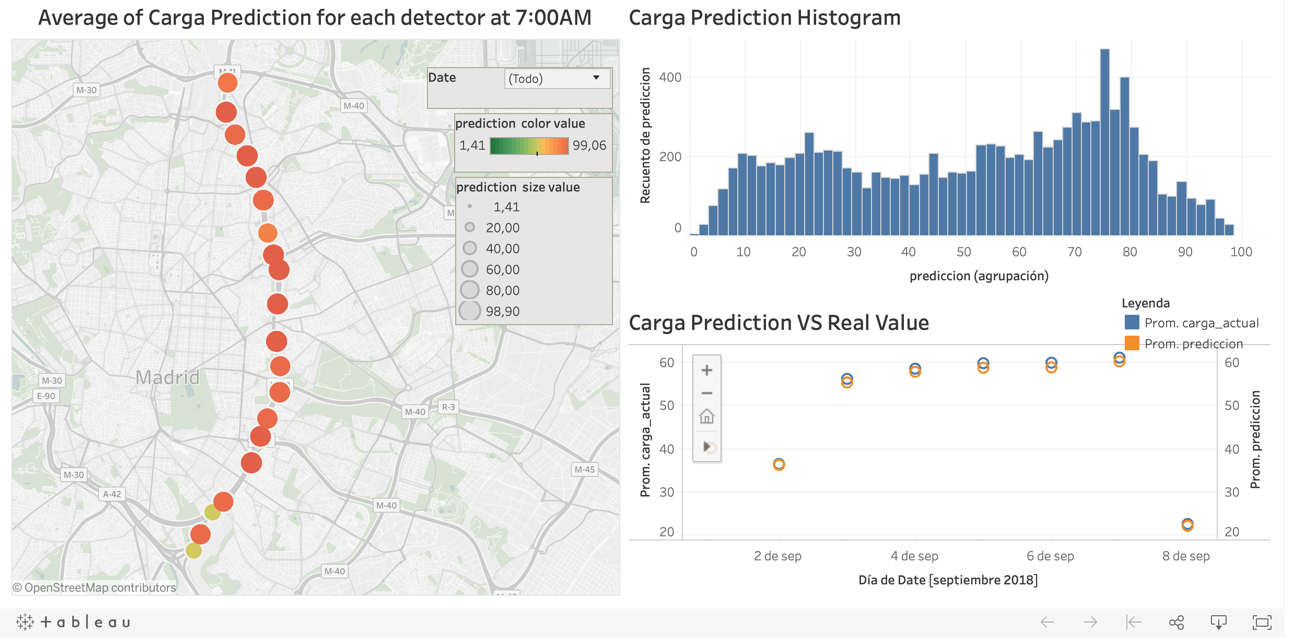 Average of Carga Prediction for each detector at 7:00AM
M-30
M-40
Date
(Todo)
prediction color value
1,41
99,06
prediction size value
1,41
20,00
40,00
60,00
80,00
98,90
Madrid
M-30
E-90
M-40
R-3
M-45
M-30
A-42
M-40
M-40
© OpenStreetMap contributors
Carga Prediction Histogram
Recuento de prediccion
400
200
0
0 10 20 30 40 50 60 70 80 90 100
prediccion (agrupación)
Carga Prediction VS Real Value
Leyenda
Prom. carga_actual
Prom. prediccion
Prom. carga_actual
60
50
40
30
20
60
50
40
30
20
Prom. prediccion
2 de sep 4 de sep 6 de sep 8 de sep
Día de Date [septiembre 2018]
+ableau